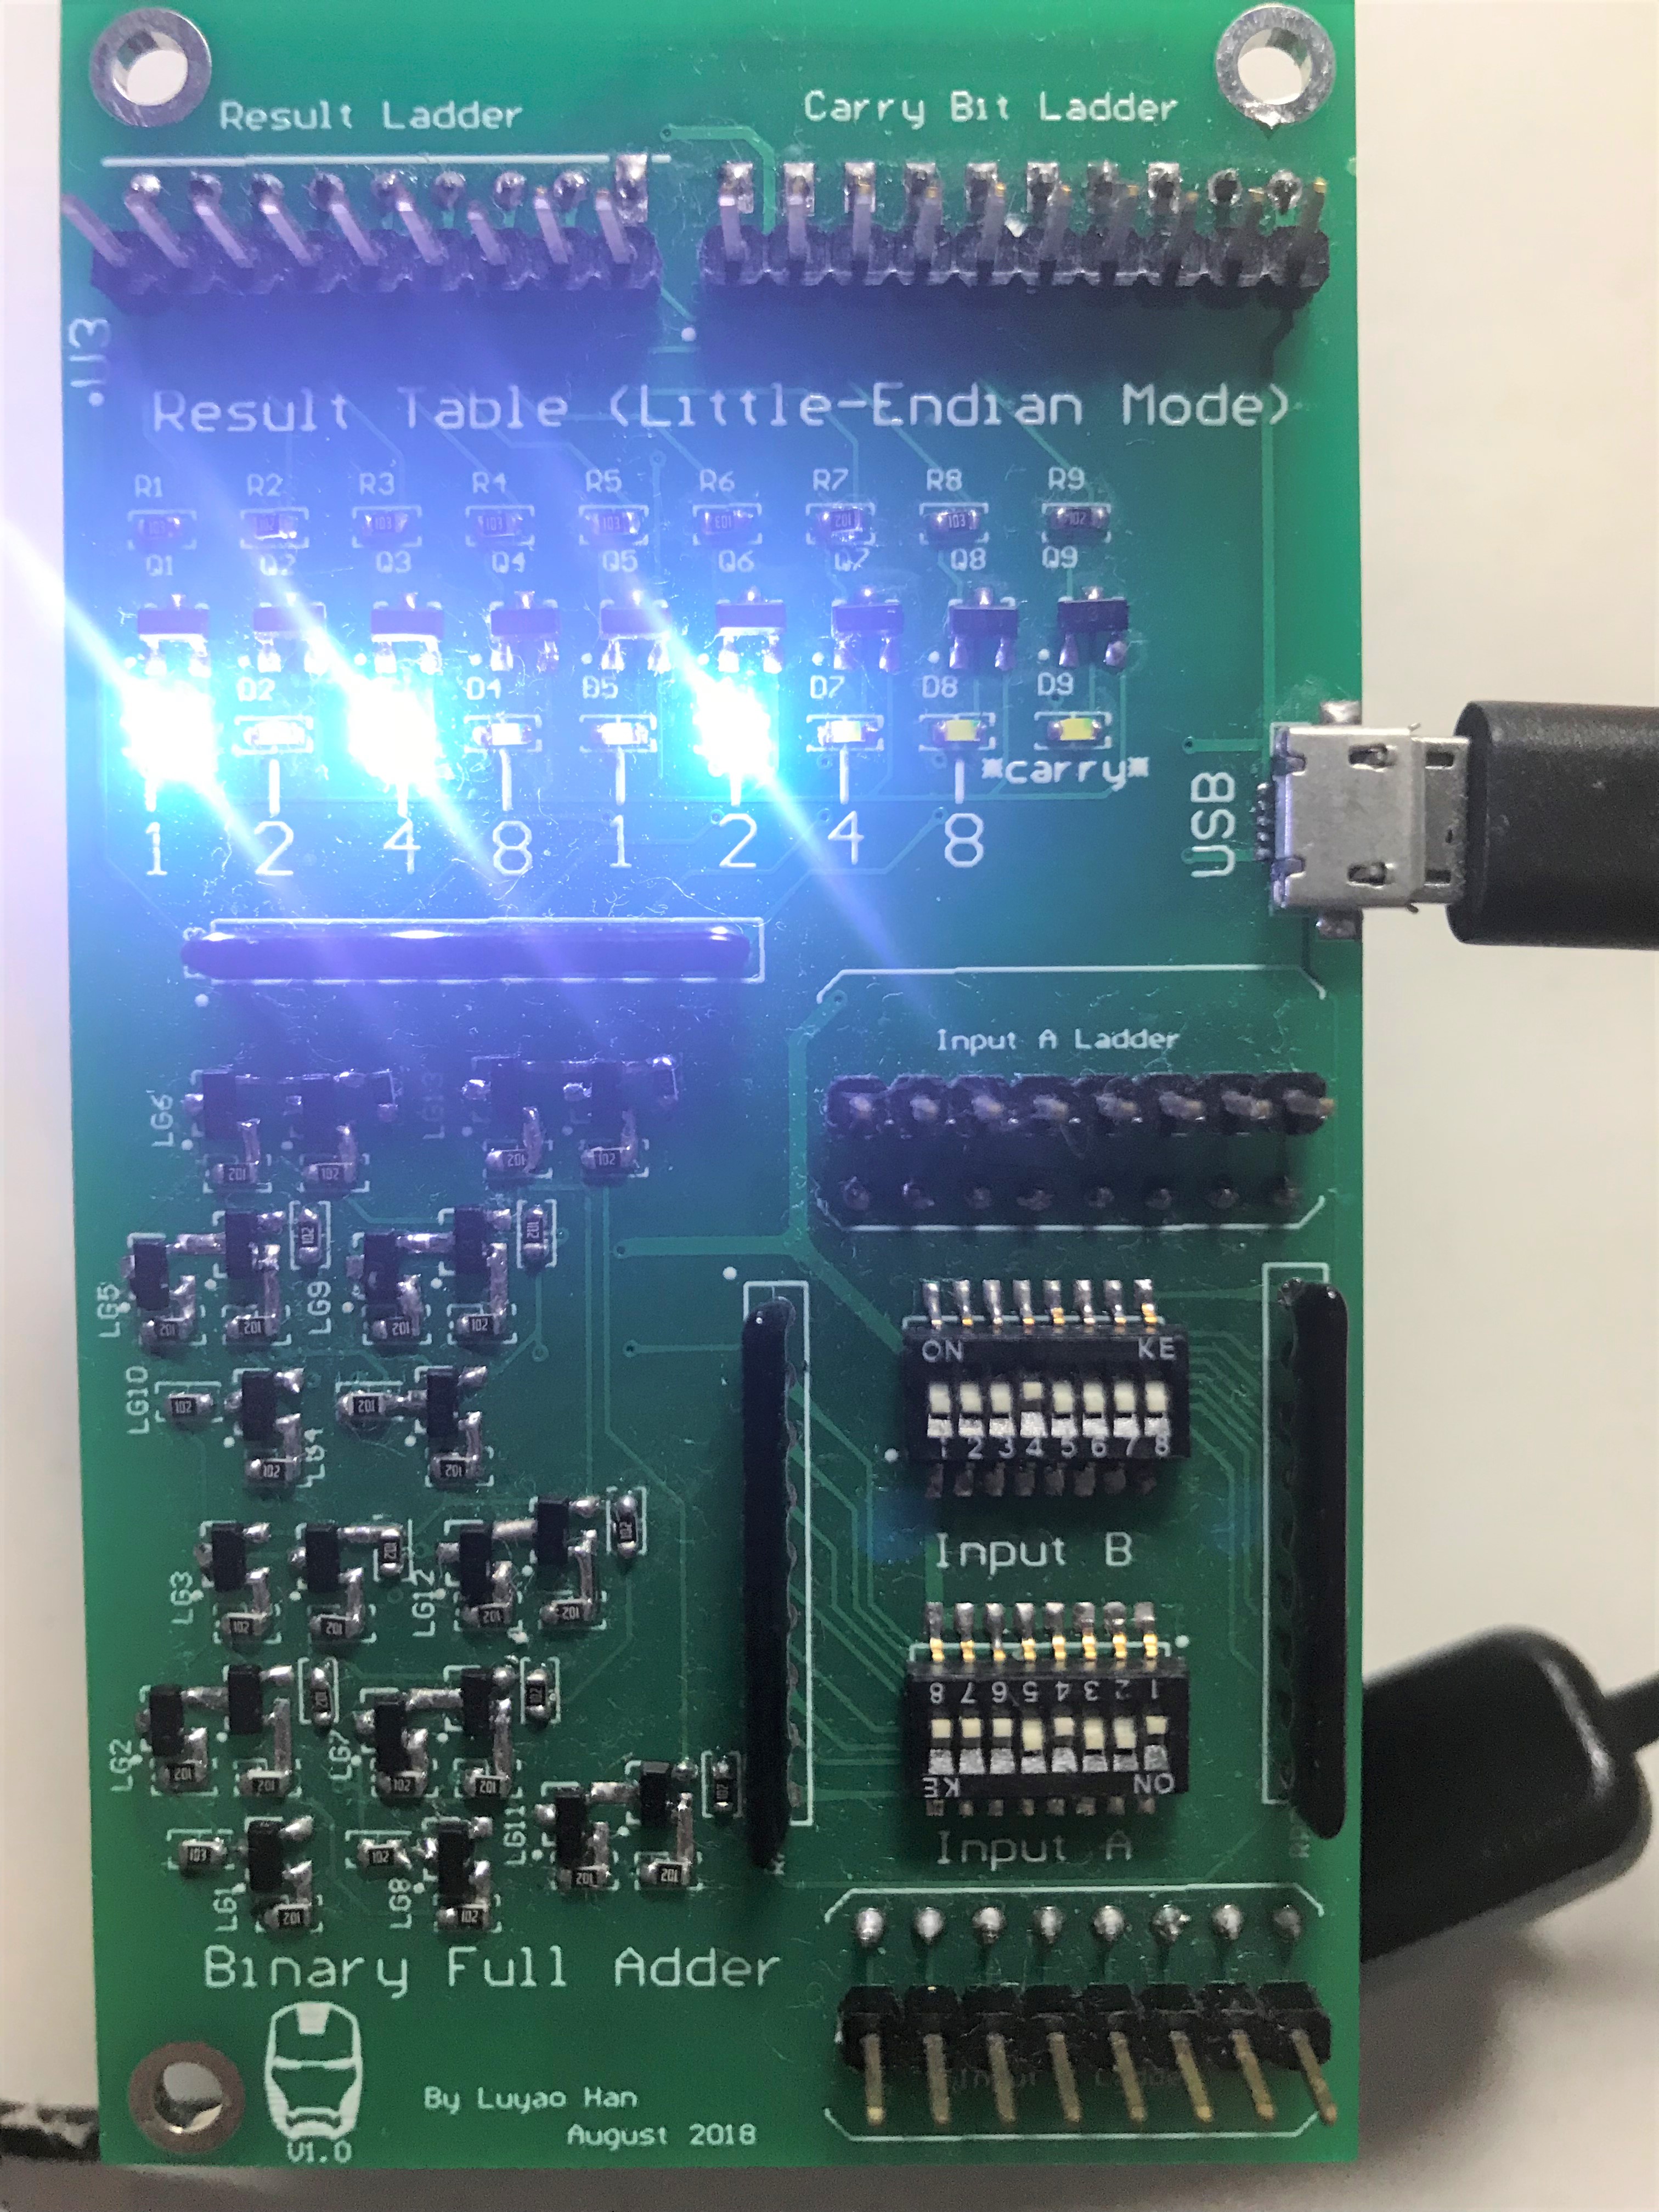 Result Ladder
Carry Bit Ladder
U3
Result Table (Little-Endian Mode)
R1 R2 R3 R4 R5 R6 R7 R8 R9
Q1 Q2 Q3 Q4 Q5 Q6 Q7 Q8 Q9
D2 D4 D5 D7 D8 D9
*carry*
1 2 4 8 1 2 4 8
USB
Input A Ladder
LG6
LG13
LG5
LG9
ON KE
1 2 3 4 5 6 7 8
LG10
LG4
Input B
LG3
LG12
8 7 6 5 4 3 2 1
KE ON
LG2
LG7
LG11
Input A
LG1
LG8
Binary Full Adder
By Luyao Han
August 2018
V1.0